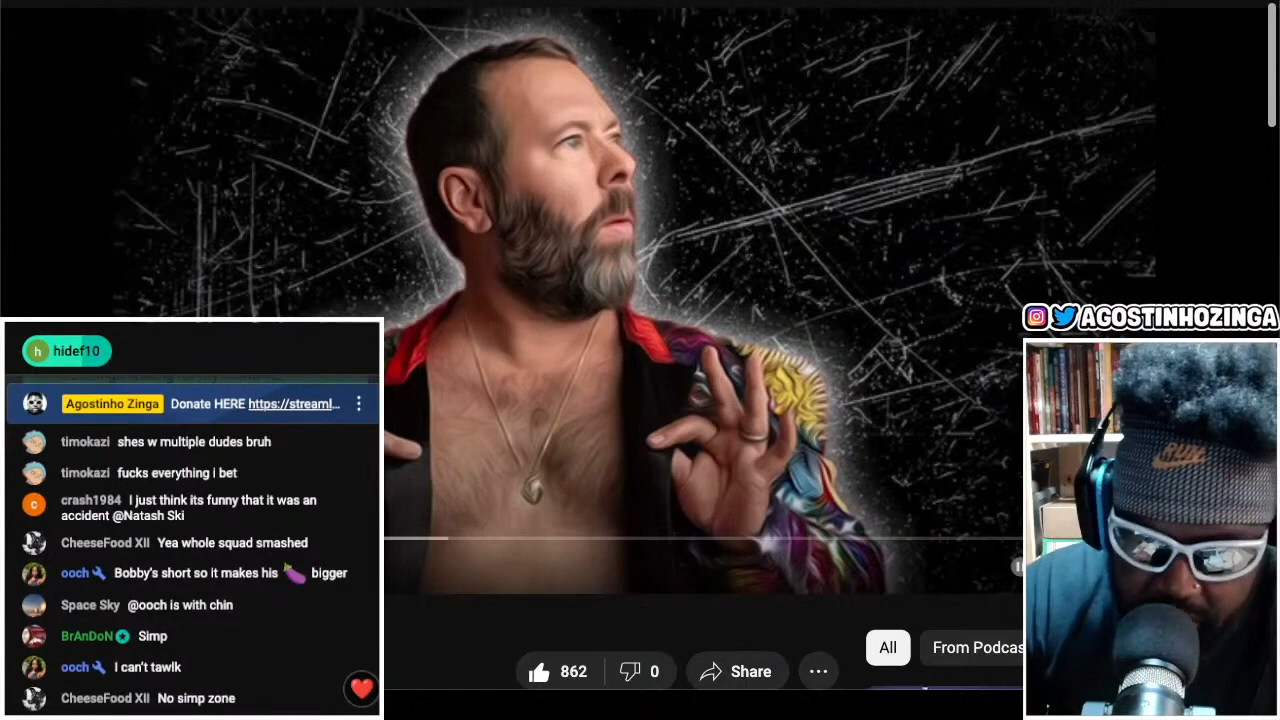 h hidef10
Agostinho Zinga Donate HERE https://streaml...
timokazi shes w multiple dudes bruh
timokazi fucks everything i bet
crash1984 I just think its funny that it was an
accident @Natash Ski
CheeseFood XII Yea whole squad smashed
ooch Bobby's short so it makes his 🍆 bigger
Space Sky @ooch is with chin
BrAnDoN Simp
ooch I can't tawlk
CheeseFood XII No simp zone
862
0
Share
All
From Podcas
AGOSTINHOZINGA
RUN